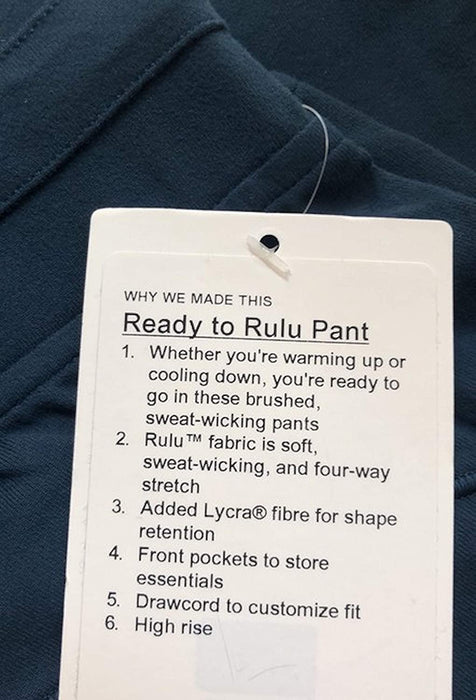 WHY WE MADE THIS
Ready to Rulu Pant
1. Whether you're warming up or
cooling down, you're ready to
go in these brushed,
sweat-wicking pants
2. Rulu™ fabric is soft,
sweat-wicking, and four-way
stretch
3. Added Lycra® fibre for shape
retention
4. Front pockets to store
essentials
5. Drawcord to customize fit
6. High rise